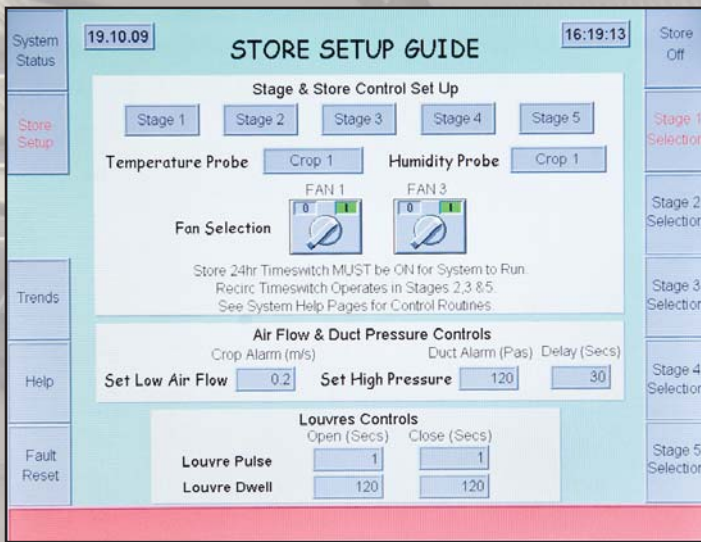 System Status
19.10.09
STORE SETUP GUIDE
16:19:13
Store Off
Stage & Store Control Set Up
Stage 1 Stage 2 Stage 3 Stage 4 Stage 5
Store Setup
Stage 1 Selection
Temperature Probe Crop 1 Humidity Probe Crop 1
FAN 1 FAN 3
0 I 0 I
Fan Selection
Stage 2 Selection
Store 24hr Timeswitch MUST be ON for System to Run.
Recirc Timeswitch Operates in Stages 2,3 &5.
See System Help Pages for Control Routines.
Trends
Stage 3 Selection
Air Flow & Duct Pressure Controls
Crop Alarm (m/s) Duct Alarm (Pas) Delay (Secs)
Set Low Air Flow 0.2 Set High Pressure 120 30
Help
Stage 4 Selection
Louvres Controls
Open (Secs) Close (Secs)
Louvre Pulse 1 1
Louvre Dwell 120 120
Fault Reset
Stage 5 Selection